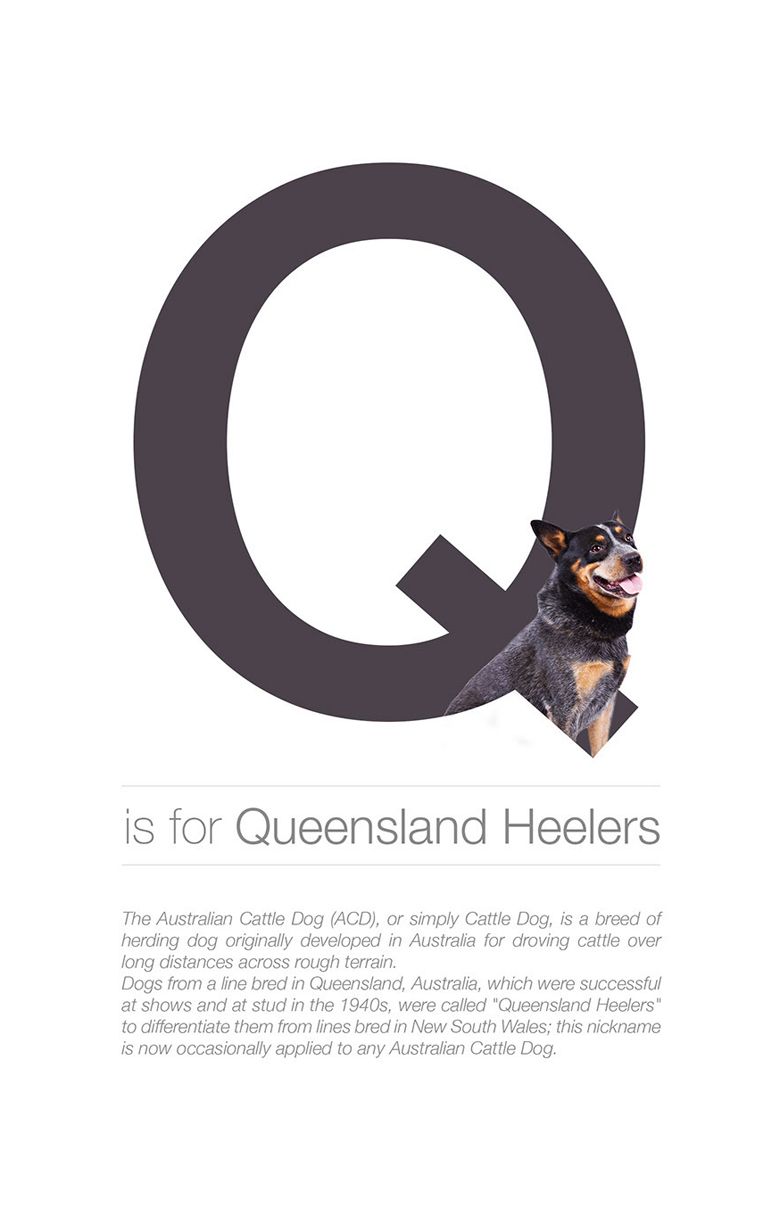 Q
is for Queensland Heelers
The Australian Cattle Dog (ACD), or simply Cattle Dog, is a breed of
herding dog originally developed in Australia for droving cattle over
long distances across rough terrain.
Dogs from a line bred in Queensland, Australia, which were successful
at shows and at stud in the 1940s, were called "Queensland Heelers"
to differentiate them from lines bred in New South Wales; this nickname
is now occasionally applied to any Australian Cattle Dog.